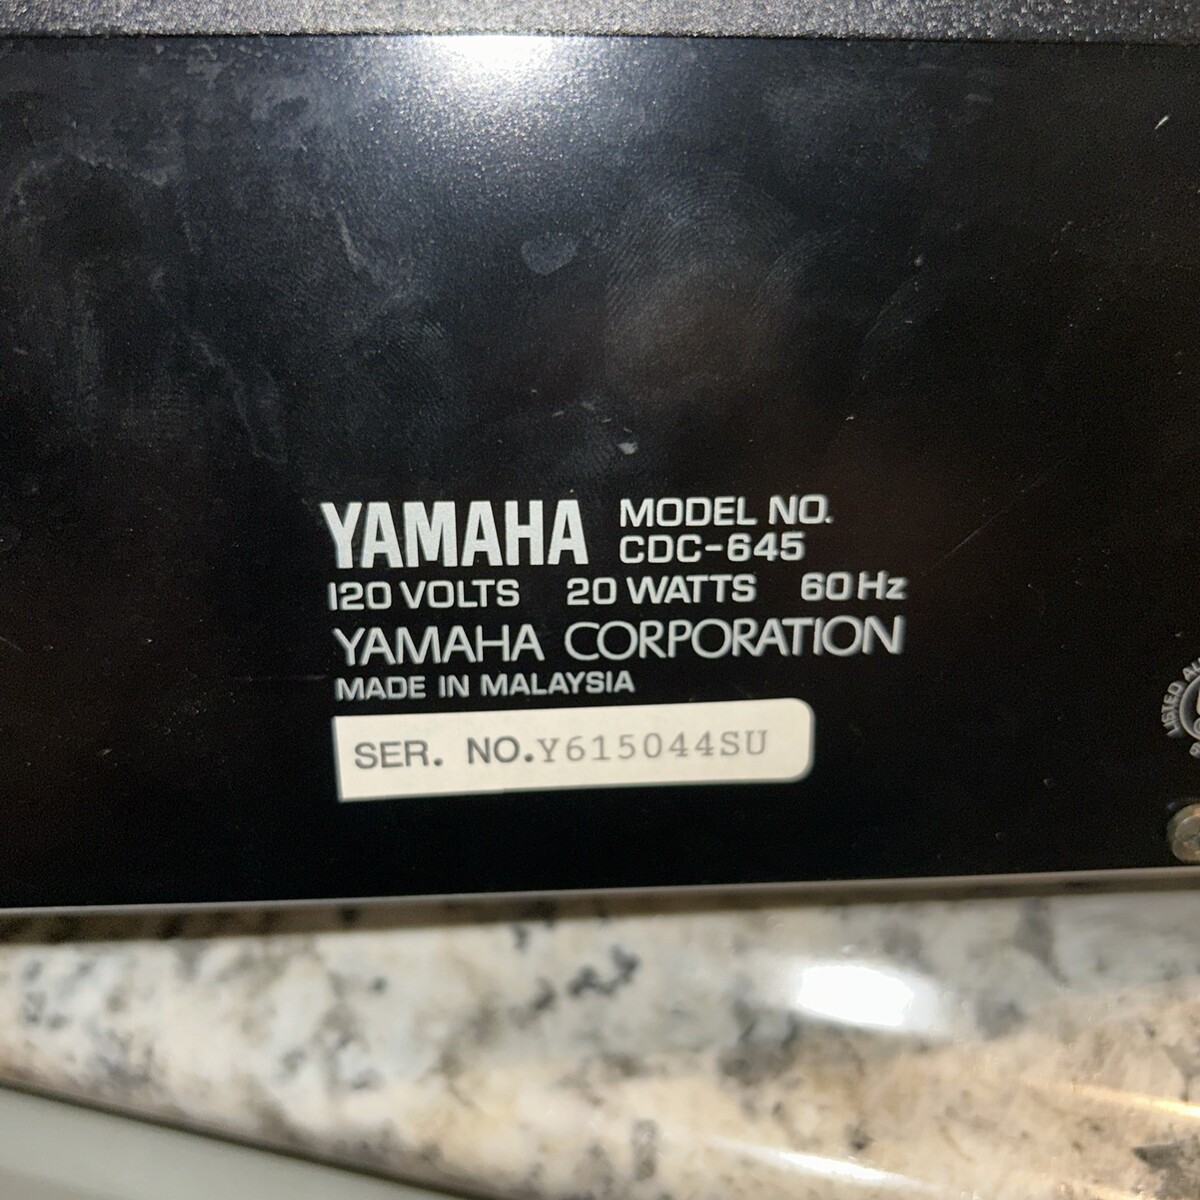 YAMAHA MODEL NO.
CDC-645
120 VOLTS 20 WATTS 60 Hz
YAMAHA CORPORATION
MADE IN MALAYSIA
SER. NO. Y615044SU
LISTED